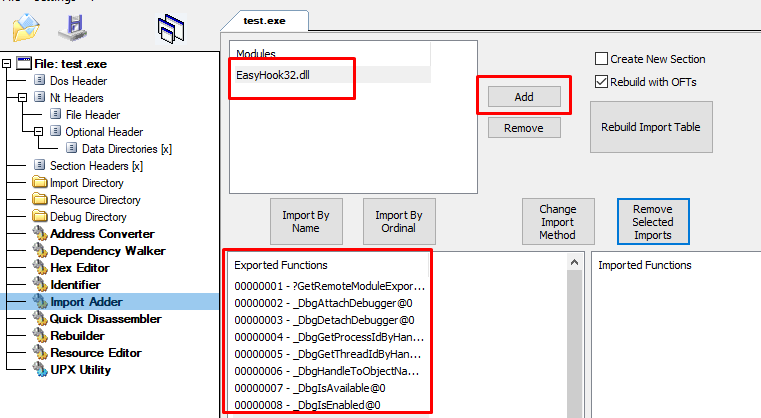 Settings ?
test.exe
File: test.exe
Dos Header
Nt Headers
File Header
Optional Header
Data Directories [x]
Section Headers [x]
Import Directory
Resource Directory
Debug Directory
Address Converter
Dependency Walker
Hex Editor
Identifier
Import Adder
Quick Disassembler
Rebuilder
Resource Editor
UPX Utility
Modules
EasyHook32.dll
Add
Remove
Create New Section
Rebuild with OFTs
Rebuild Import Table
Import By
Name
Import By
Ordinal
Change
Import
Method
Remove
Selected
Imports
Exported Functions
00000001 - ?GetRemoteModuleExpor...
00000002 - _DbgAttachDebugger@0
00000003 - _DbgDetachDebugger@0
00000004 - _DbgGetProcessIdByHan...
00000005 - _DbgGetThreadIdByHan...
00000006 - _DbgHandleToObjectNa...
00000007 - _DbgIsAvailable@0
00000008 - _DbgIsEnabled@0
Imported Functions